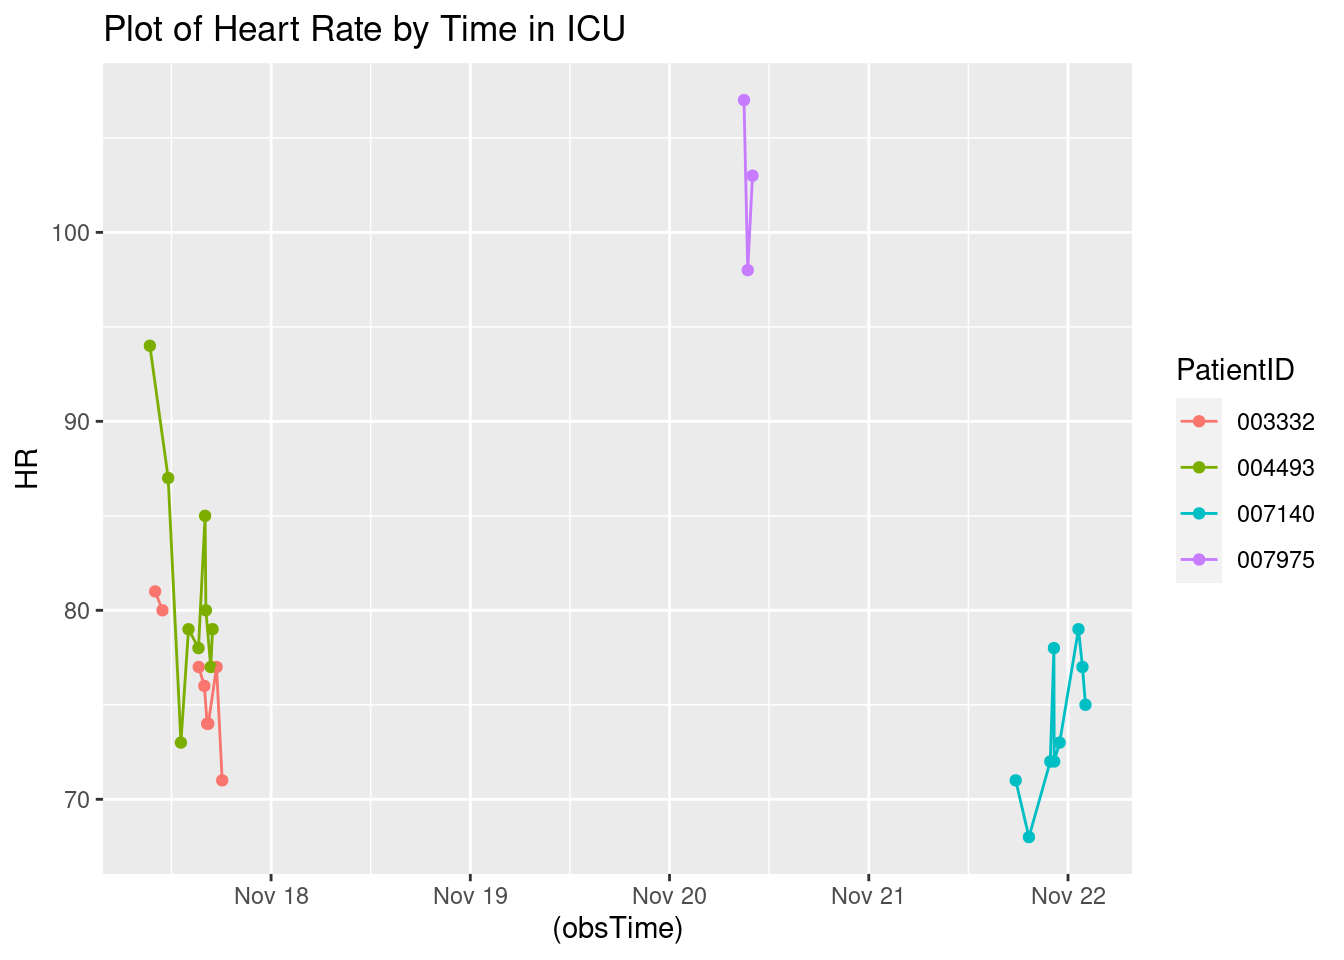 Plot of Heart Rate by Time in ICU
HR
100
90
80
70
Nov 18
Nov 19
Nov 20
Nov 21
Nov 22
(obsTime)
PatientID
003332
004493
007140
007975